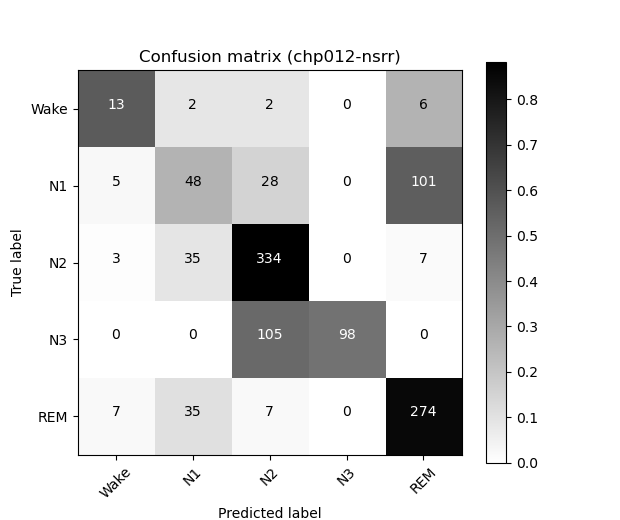 Confusion matrix (chp012-nsrr)
Wake 13 2 2 0 6
N1 5 48 28 0 101
N2 3 35 334 0 7
N3 0 0 105 98 0
REM 7 35 7 0 274
Wake N1 N2 N3 REM
True label
Predicted label
0.8
0.7
0.6
0.5
0.4
0.3
0.2
0.1
0.0